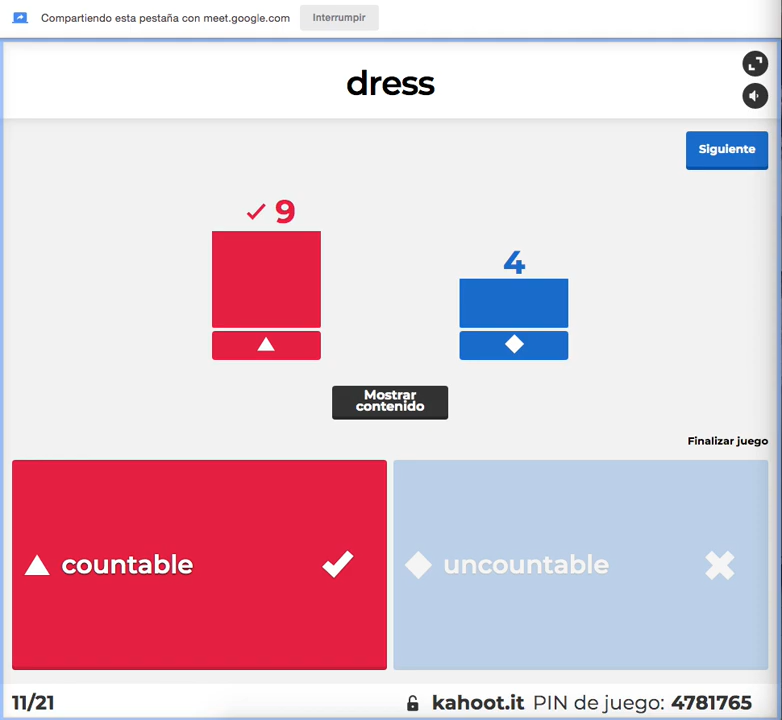 Compartiendo esta pestaña con meet.google.com Interrumpir
dress
Siguiente
9
4
Mostrar
contenido
Finalizar juego
countable
uncountable
11/21
kahoot.it PIN de juego: 4781765